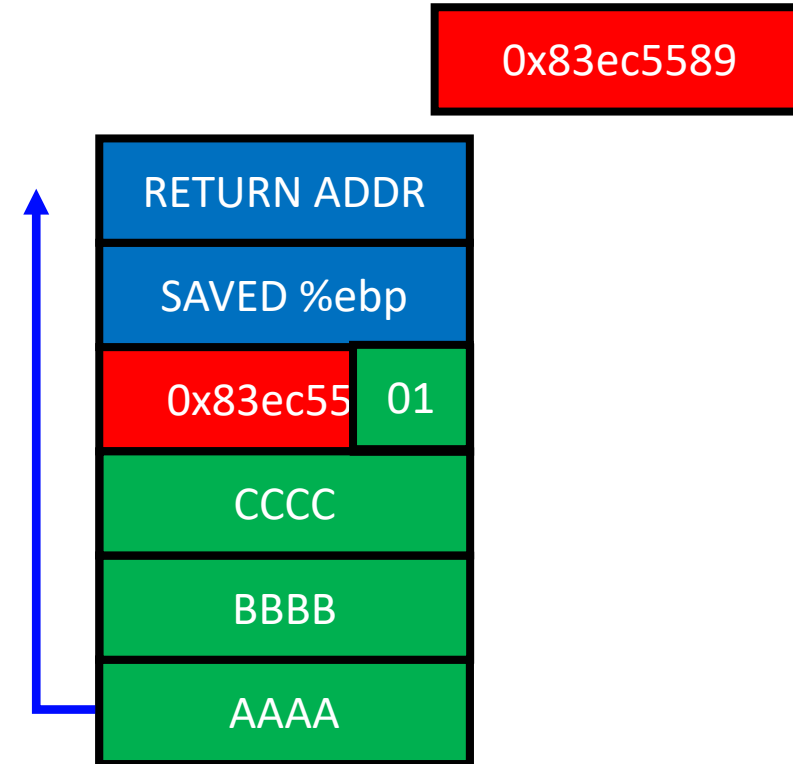 0x83ec5589
RETURN ADDR
SAVED %ebp
0x83ec55 01
CCCC
BBBB
AAAA